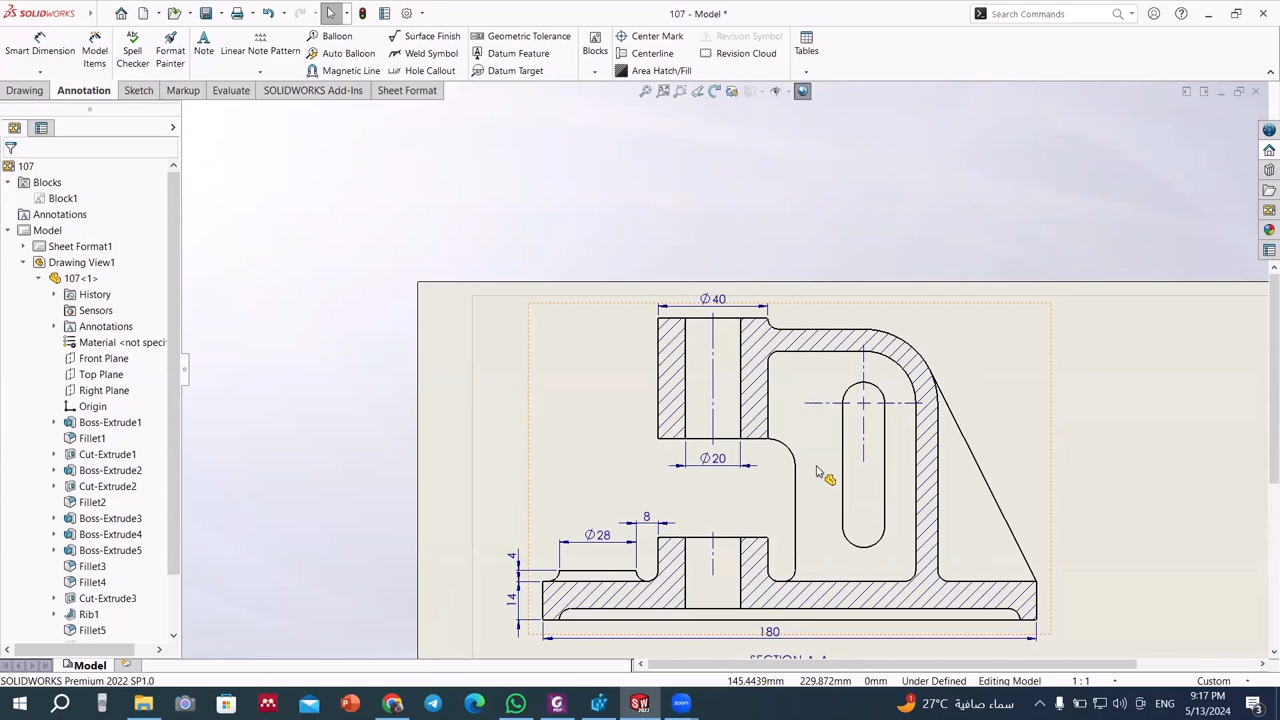 SOLIDWORKS
107 - Model *
Search Commands
Smart Dimension
Model Items
Spell Checker
Format Painter
Note
Linear Note Pattern
Balloon
Auto Balloon
Magnetic Line
Surface Finish
Weld Symbol
Hole Callout
Geometric Tolerance
Datum Feature
Datum Target
Blocks
Center Mark
Centerline
Area Hatch/Fill
Revision Symbol
Revision Cloud
Tables
Drawing
Annotation
Sketch
Markup
Evaluate
SOLIDWORKS Add-Ins
Sheet Format
107
Blocks
Block1
Annotations
Model
Sheet Format1
Drawing View1
107<1>
History
Sensors
Annotations
Material <not speci
Front Plane
Top Plane
Right Plane
Origin
Boss-Extrude1
Fillet1
Cut-Extrude1
Boss-Extrude2
Cut-Extrude2
Fillet2
Boss-Extrude3
Boss-Extrude4
Boss-Extrude5
Fillet3
Fillet4
Cut-Extrude3
Rib1
Fillet5
∅40
∅20
8
∅28
4
14
180
Model
SOLIDWORKS Premium 2022 SP1.0
145.4439mm
229.872mm
0mm
Under Defined
Editing Model
1 : 1
Custom
27°C
سماء صافية
ENG
9:17 PM
5/13/2024